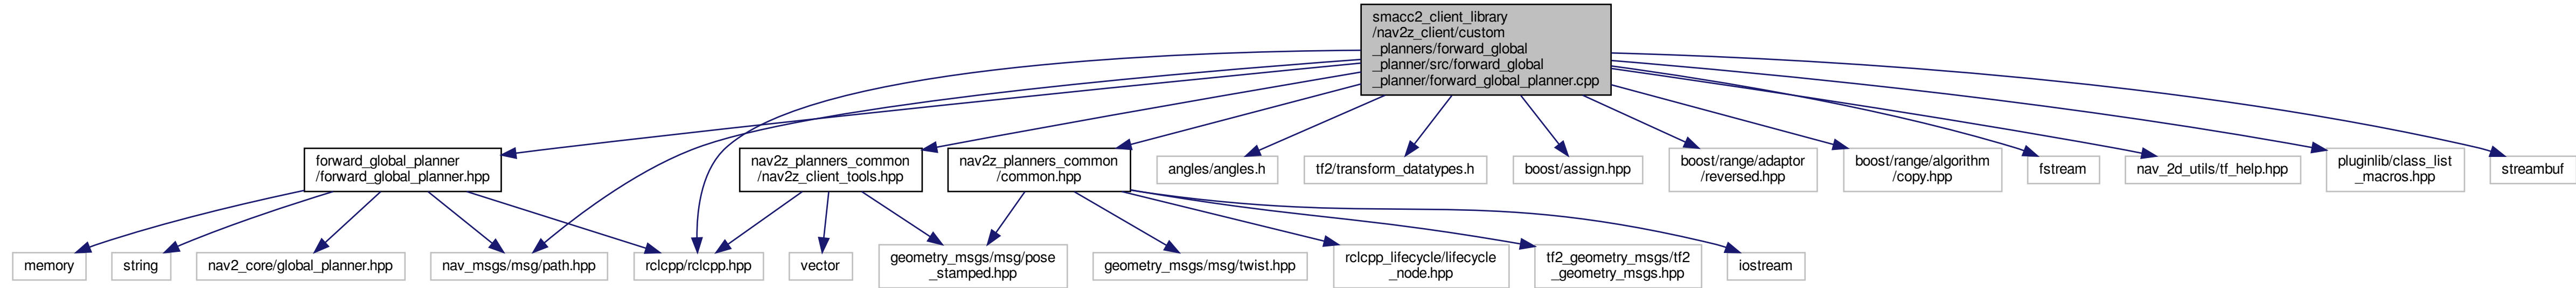 smacc2_client_library
/nav2z_client/custom
_planners/forward_global
_planner/src/forward_global
_planner/forward_global_planner.cpp
forward_global_planner
/forward_global_planner.hpp
nav2z_planners_common
/nav2z_client_tools.hpp
nav2z_planners_common
/common.hpp
angles/angles.h
tf2/transform_datatypes.h
boost/assign.hpp
boost/range/adaptor
/reversed.hpp
boost/range/algorithm
/copy.hpp
fstream
nav_2d_utils/tf_help.hpp
pluginlib/class_list
_macros.hpp
streambuf
memory
string
nav2_core/global_planner.hpp
nav_msgs/msg/path.hpp
rclcpp/rclcpp.hpp
vector
geometry_msgs/msg/pose
_stamped.hpp
geometry_msgs/msg/twist.hpp
rclcpp_lifecycle/lifecycle
_node.hpp
tf2_geometry_msgs/tf2
_geometry_msgs.hpp
iostream